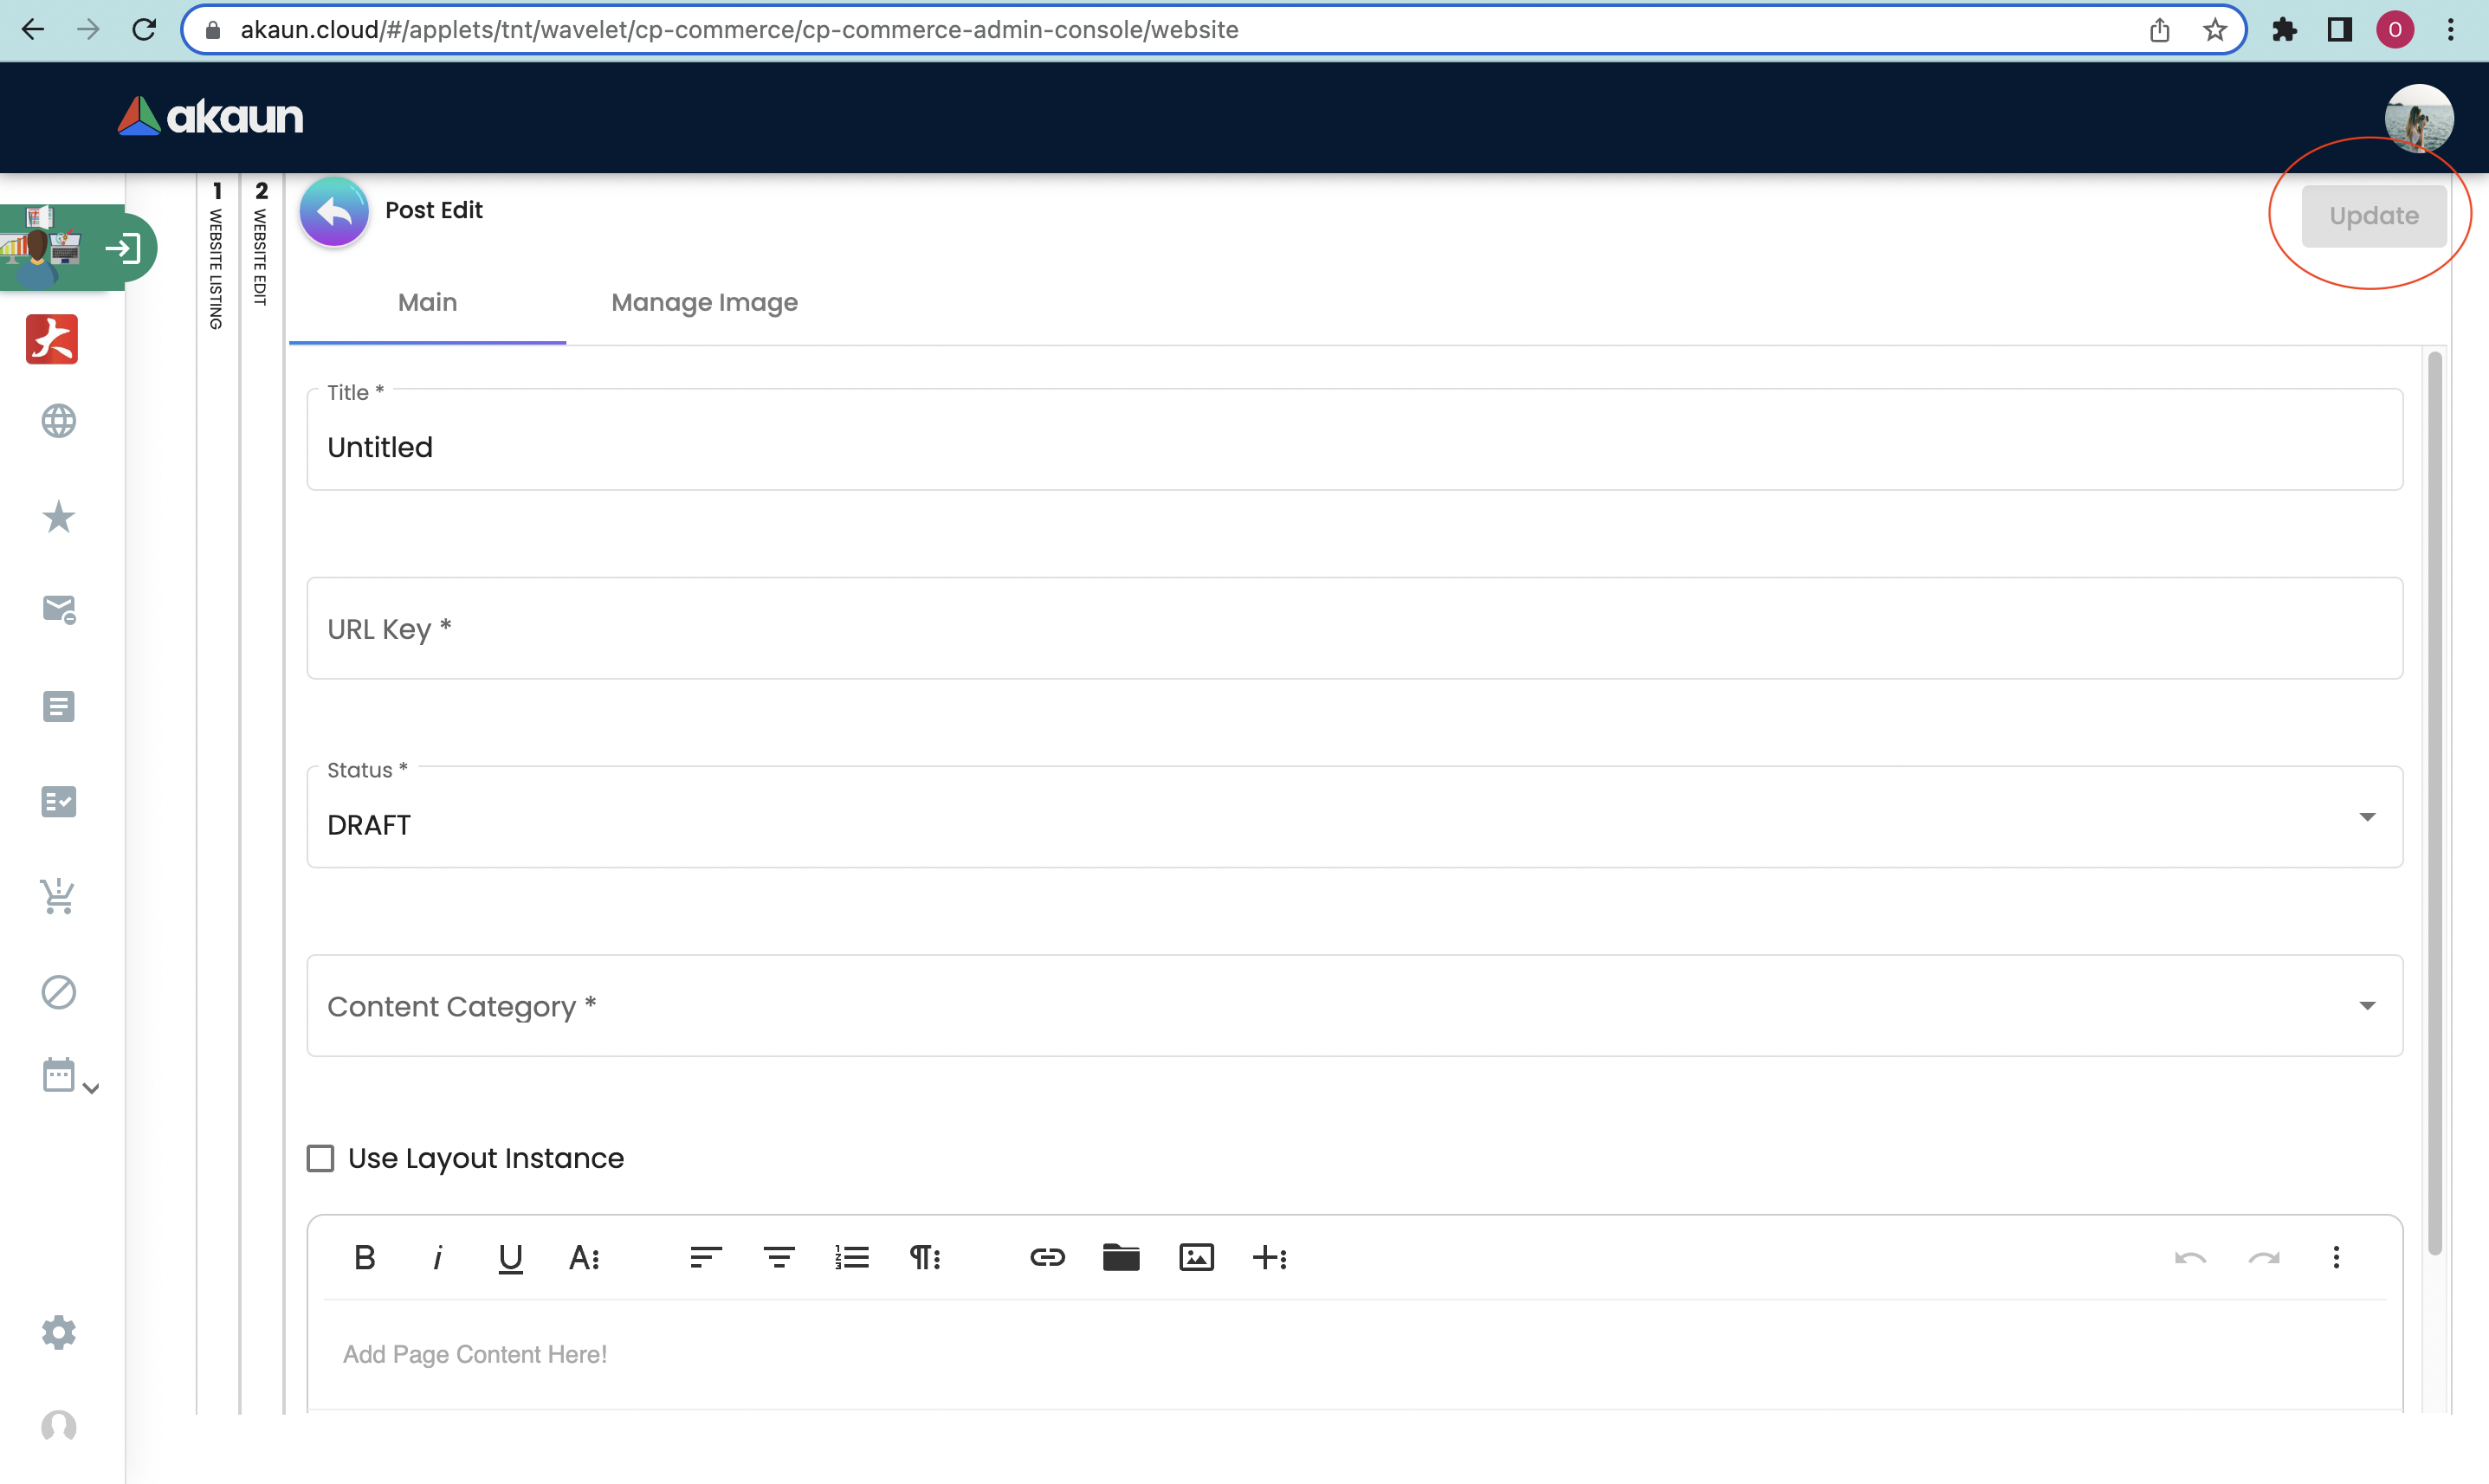 akaun.cloud/#/applets/tnt/wavelet/cp-commerce/cp-commerce-admin-console/website
O
akaun
1 WEBSITE LISTING
2 WEBSITE EDIT
Post Edit
Update
Main
Manage Image
Title *
Untitled
URL Key *
Status *
DRAFT
Content Category *
Use Layout Instance
B i U A
Add Page Content Here!